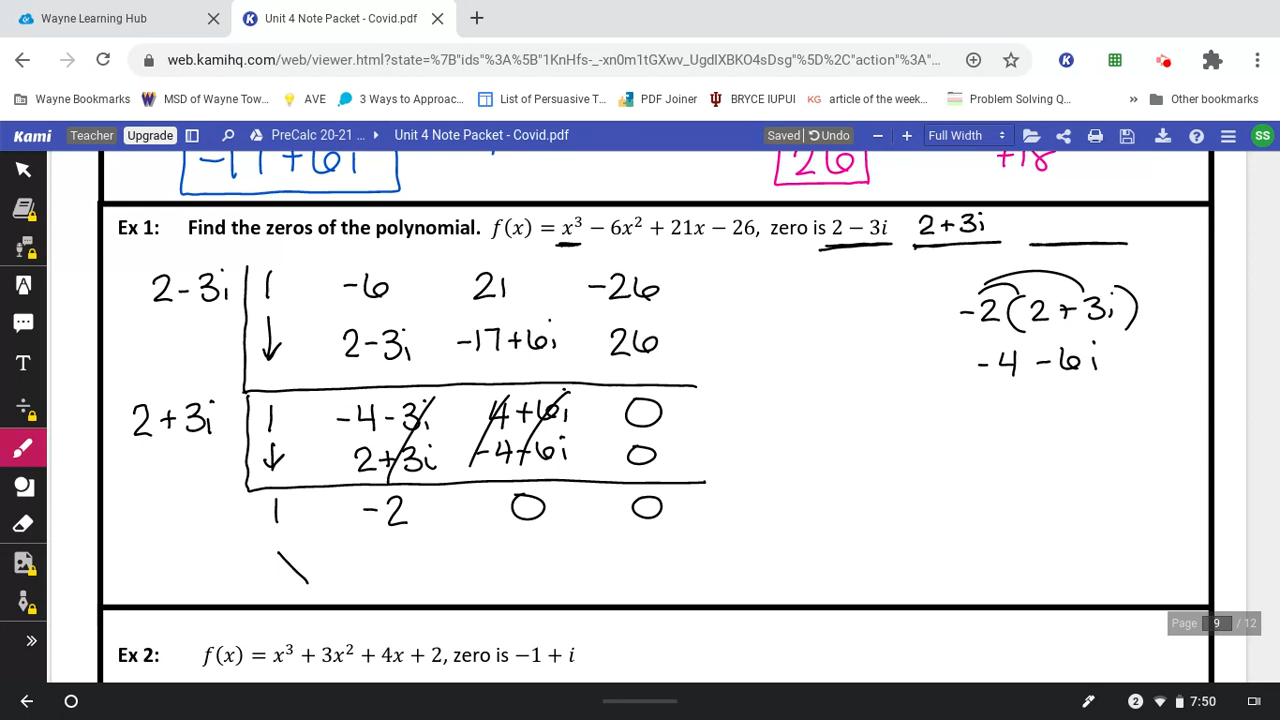 Wayne Learning Hub
Unit 4 Note Packet - Covid.pdf
web.kamihq.com/web/viewer.html?state=%7B"ids"%3A%5B"1KnHfs-_-xn0m1tGXwv_UgdIXBKO4sDsg"%5D%2C"action"%3A"...
Wayne Bookmarks
MSD of Wayne Tow...
AVE
3 Ways to Approac...
List of Persuasive T...
PDF Joiner
BRYCE IUPUI
KG article of the week...
Problem Solving Q...
» Other bookmarks
Kami Teacher Upgrade PreCalc 20-21 ... Unit 4 Note Packet - Covid.pdf Saved Undo Full Width SS
-17+6i 26 +18
Ex 1: Find the zeros of the polynomial. f(x) = x³ − 6x² + 21x − 26, zero is 2 − 3i 2+3i
2-3i 1 -6 21 -26
-2(2+3i)
↓ 2-3i -17+6i 26
-4 -6i
2+3i 1 -4-3i 4+6i 0
↓ 2+3i -4-6i 0
1 -2 0 0
Page 9 / 12
Ex 2: f(x) = x³ + 3x² + 4x + 2, zero is −1 + i
2 7:50